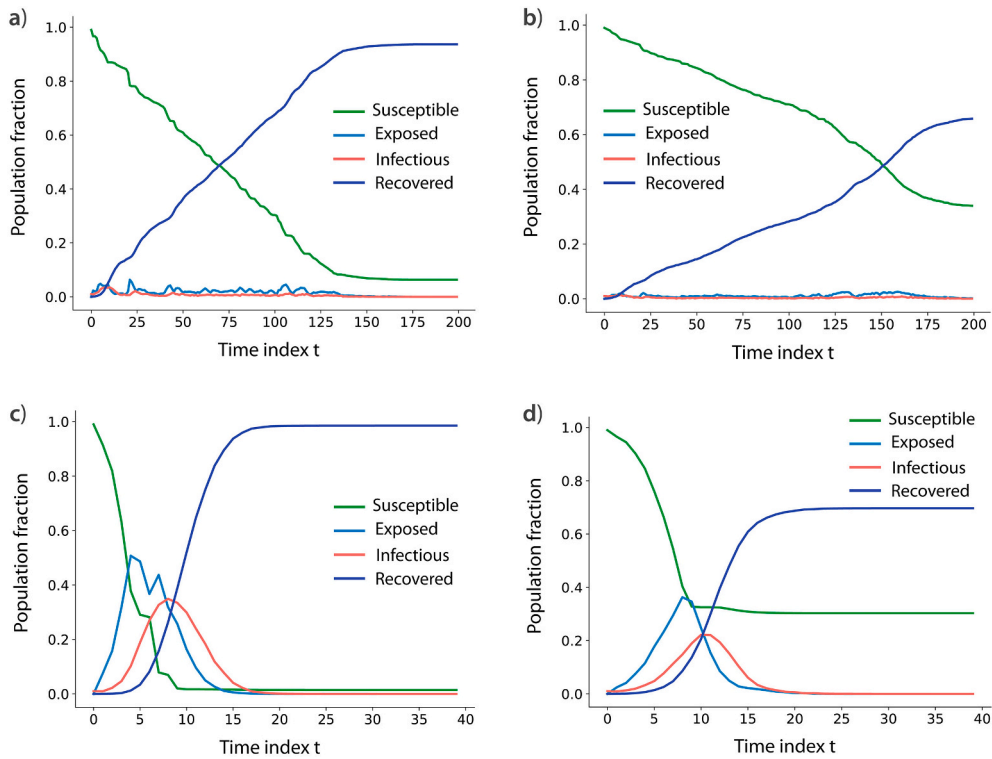 a)
Population fraction
1.0
0.8
0.6
0.4
0.2
0.0
Susceptible
Exposed
Infectious
Recovered
0 25 50 75 100 125 150 175 200
Time index t
b)
Population fraction
1.0
0.8
0.6
0.4
0.2
0.0
Susceptible
Exposed
Infectious
Recovered
0 25 50 75 100 125 150 175 200
Time index t
c)
Population fraction
1.0
0.8
0.6
0.4
0.2
0.0
Susceptible
Exposed
Infectious
Recovered
0 5 10 15 20 25 30 35 40
Time index t
d)
Population fraction
1.0
0.8
0.6
0.4
0.2
0.0
Susceptible
Exposed
Infectious
Recovered
0 5 10 15 20 25 30 35 40
Time index t